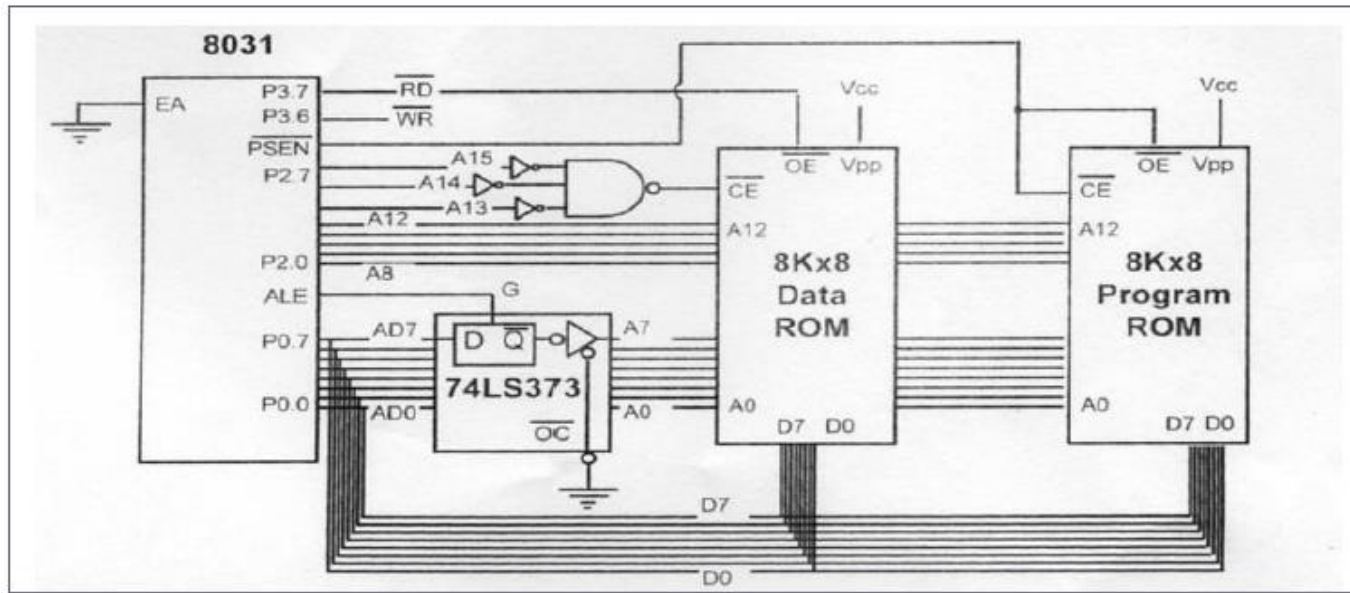 8031
EA
P3.7
RD
P3.6
WR
PSEN
P2.7
A15
A14
A13
A12
P2.0
A8
ALE
G
P0.7
AD7
D Q
A7
74LS373
P0.0
AD0
OC
A0
Vcc
OE Vpp
CE
A12
8Kx8
Data
ROM
A0
D7 D0
Vcc
OE Vpp
CE
A12
8Kx8
Program
ROM
A0
D7 D0
D7
D0